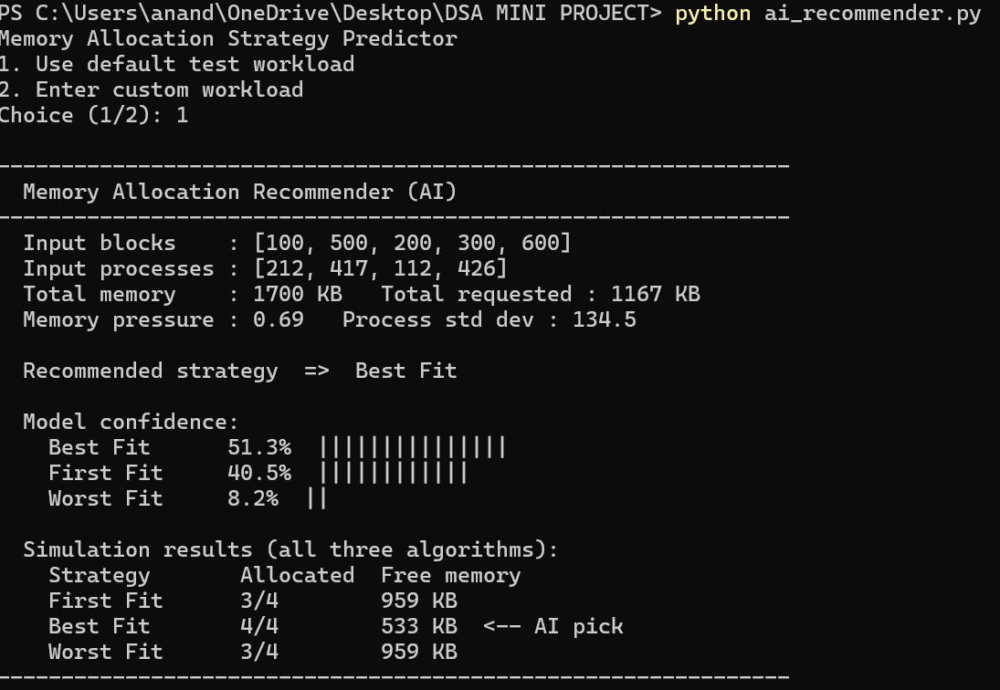 PS C:\Users\anand\OneDrive\Desktop\DSA MINI PROJECT> python ai_recommender.py
Memory Allocation Strategy Predictor
1. Use default test workload
2. Enter custom workload
Choice (1/2): 1
--------------------------------------------------------------
Memory Allocation Recommender (AI)
--------------------------------------------------------------
Input blocks    : [100, 500, 200, 300, 600]
Input processes : [212, 417, 112, 426]
Total memory    : 1700 KB   Total requested : 1167 KB
Memory pressure : 0.69   Process std dev : 134.5
Recommended strategy  =>  Best Fit
Model confidence:
Best Fit      51.3%  |||||||||||||||
First Fit     40.5%  ||||||||||||
Worst Fit     8.2%  ||
Simulation results (all three algorithms):
Strategy       Allocated  Free memory
First Fit      3/4        959 KB
Best Fit       4/4        533 KB  <-- AI pick
Worst Fit      3/4        959 KB
--------------------------------------------------------------